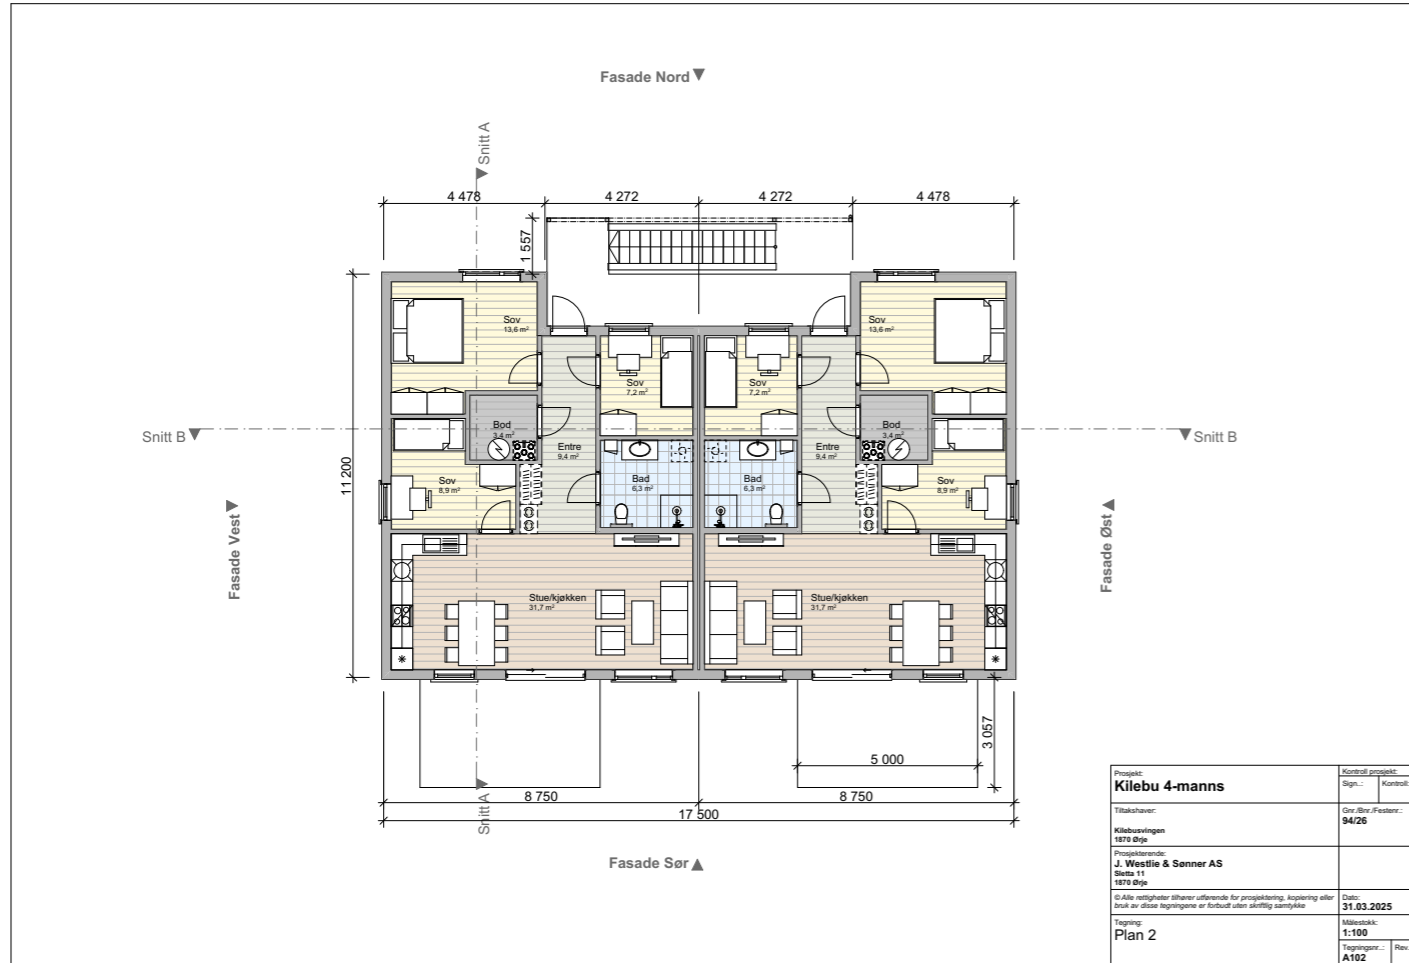 Fasade Nord
Snitt A
4 478
4 272
4 272
4 478
1 557
11 200
Sov
13,6 m²
Sov
13,6 m²
Sov
7,2 m²
Sov
7,2 m²
Bod
3,4 m²
Bod
3,4 m²
Snitt B
Snitt B
Entre
9,4 m²
Entre
9,4 m²
Sov
8,9 m²
Bad
6,3 m²
Bad
6,3 m²
Sov
8,9 m²
Fasade Vest
Fasade Øst
Stue/kjøkken
31,7 m²
Stue/kjøkken
31,7 m²
3 057
5 000
Snitt A
8 750
8 750
17 500
Fasade Sør
Prosjekt:
Kilebu 4-manns
Kontroll prosjekt:
Sign..:
Kontroll:
Tiltakshaver:
Kilebusvingen
1870 Ørje
Gnr./Bnr./Festenr.:
94/26
Prosjekterende:
J. Westlie & Sønner AS
Sletta 11
1870 Ørje
© Alle rettigheter tilhører utførende for prosjektering, kopiering eller
bruk av disse tegningene er forbudt uten skriftlig samtykke
Dato:
31.03.2025
Tegning:
Plan 2
Målestokk:
1:100
Tegningsnr..:
A102
Rev.